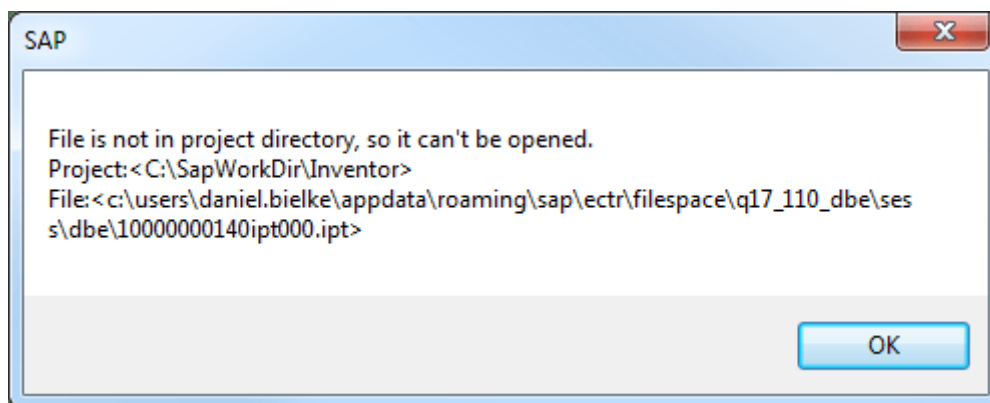 SAP
File is not in project directory, so it can't be opened.
Project:<C:\SapWorkDir\Inventor>
File:<c:\users\daniel.bielke\appdata\roaming\sap\ectr\filespace\q17_110_dbe\ses
s\dbe\10000000140ipt000.ipt>
OK